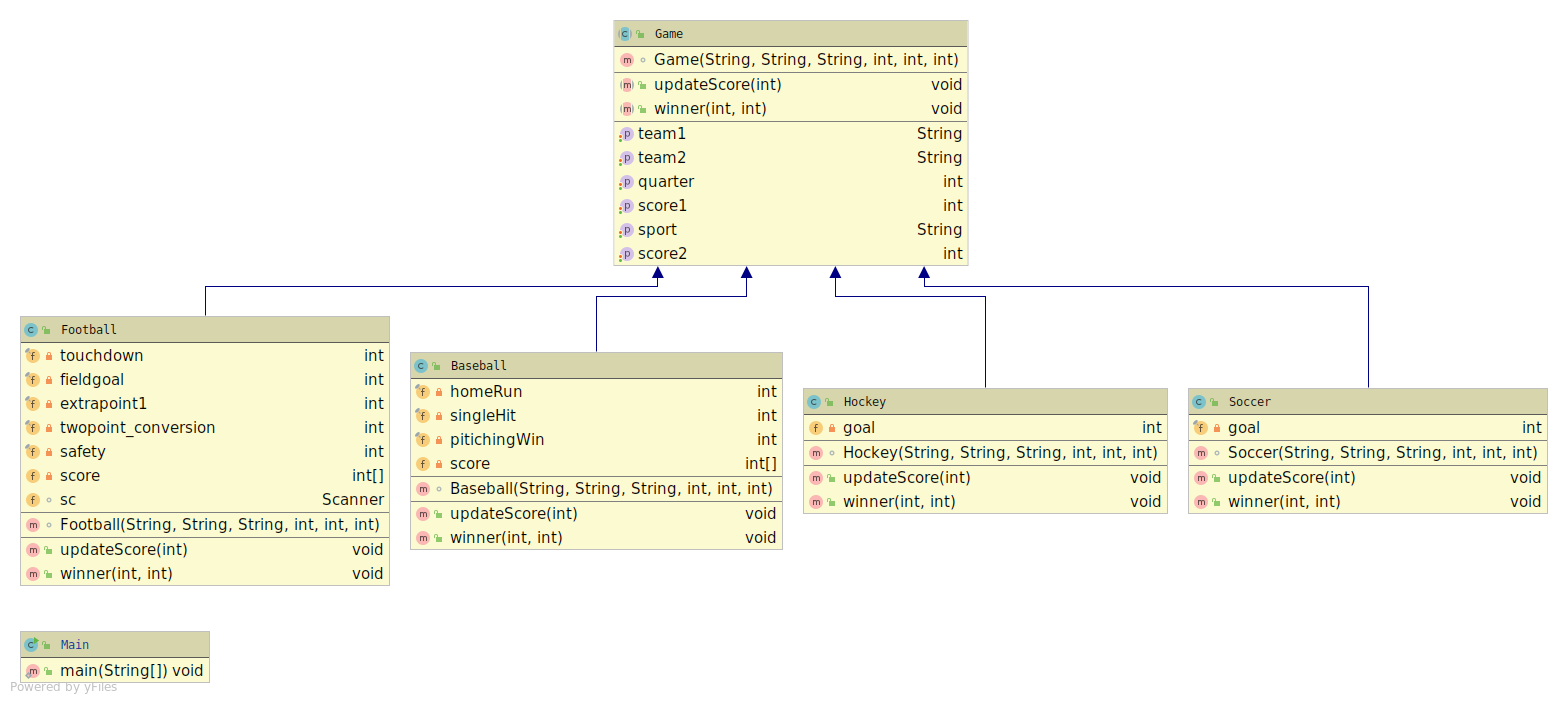 Game
Game(String, String, String, int, int, int)
updateScore(int) void
winner(int, int) void
team1 String
team2 String
quarter int
score1 int
sport String
score2 int
Football
touchdown int
fieldgoal int
extrapoint1 int
twopoint_conversion int
safety int
score int[]
sc Scanner
Football(String, String, String, int, int, int)
updateScore(int) void
winner(int, int) void
Baseball
homeRun int
singleHit int
pitichingWin int
score int[]
Baseball(String, String, String, int, int, int)
updateScore(int) void
winner(int, int) void
Hockey
goal int
Hockey(String, String, String, int, int, int)
updateScore(int) void
winner(int, int) void
Soccer
goal int
Soccer(String, String, String, int, int, int)
updateScore(int) void
winner(int, int) void
Main
main(String[]) void
Powered by yFiles